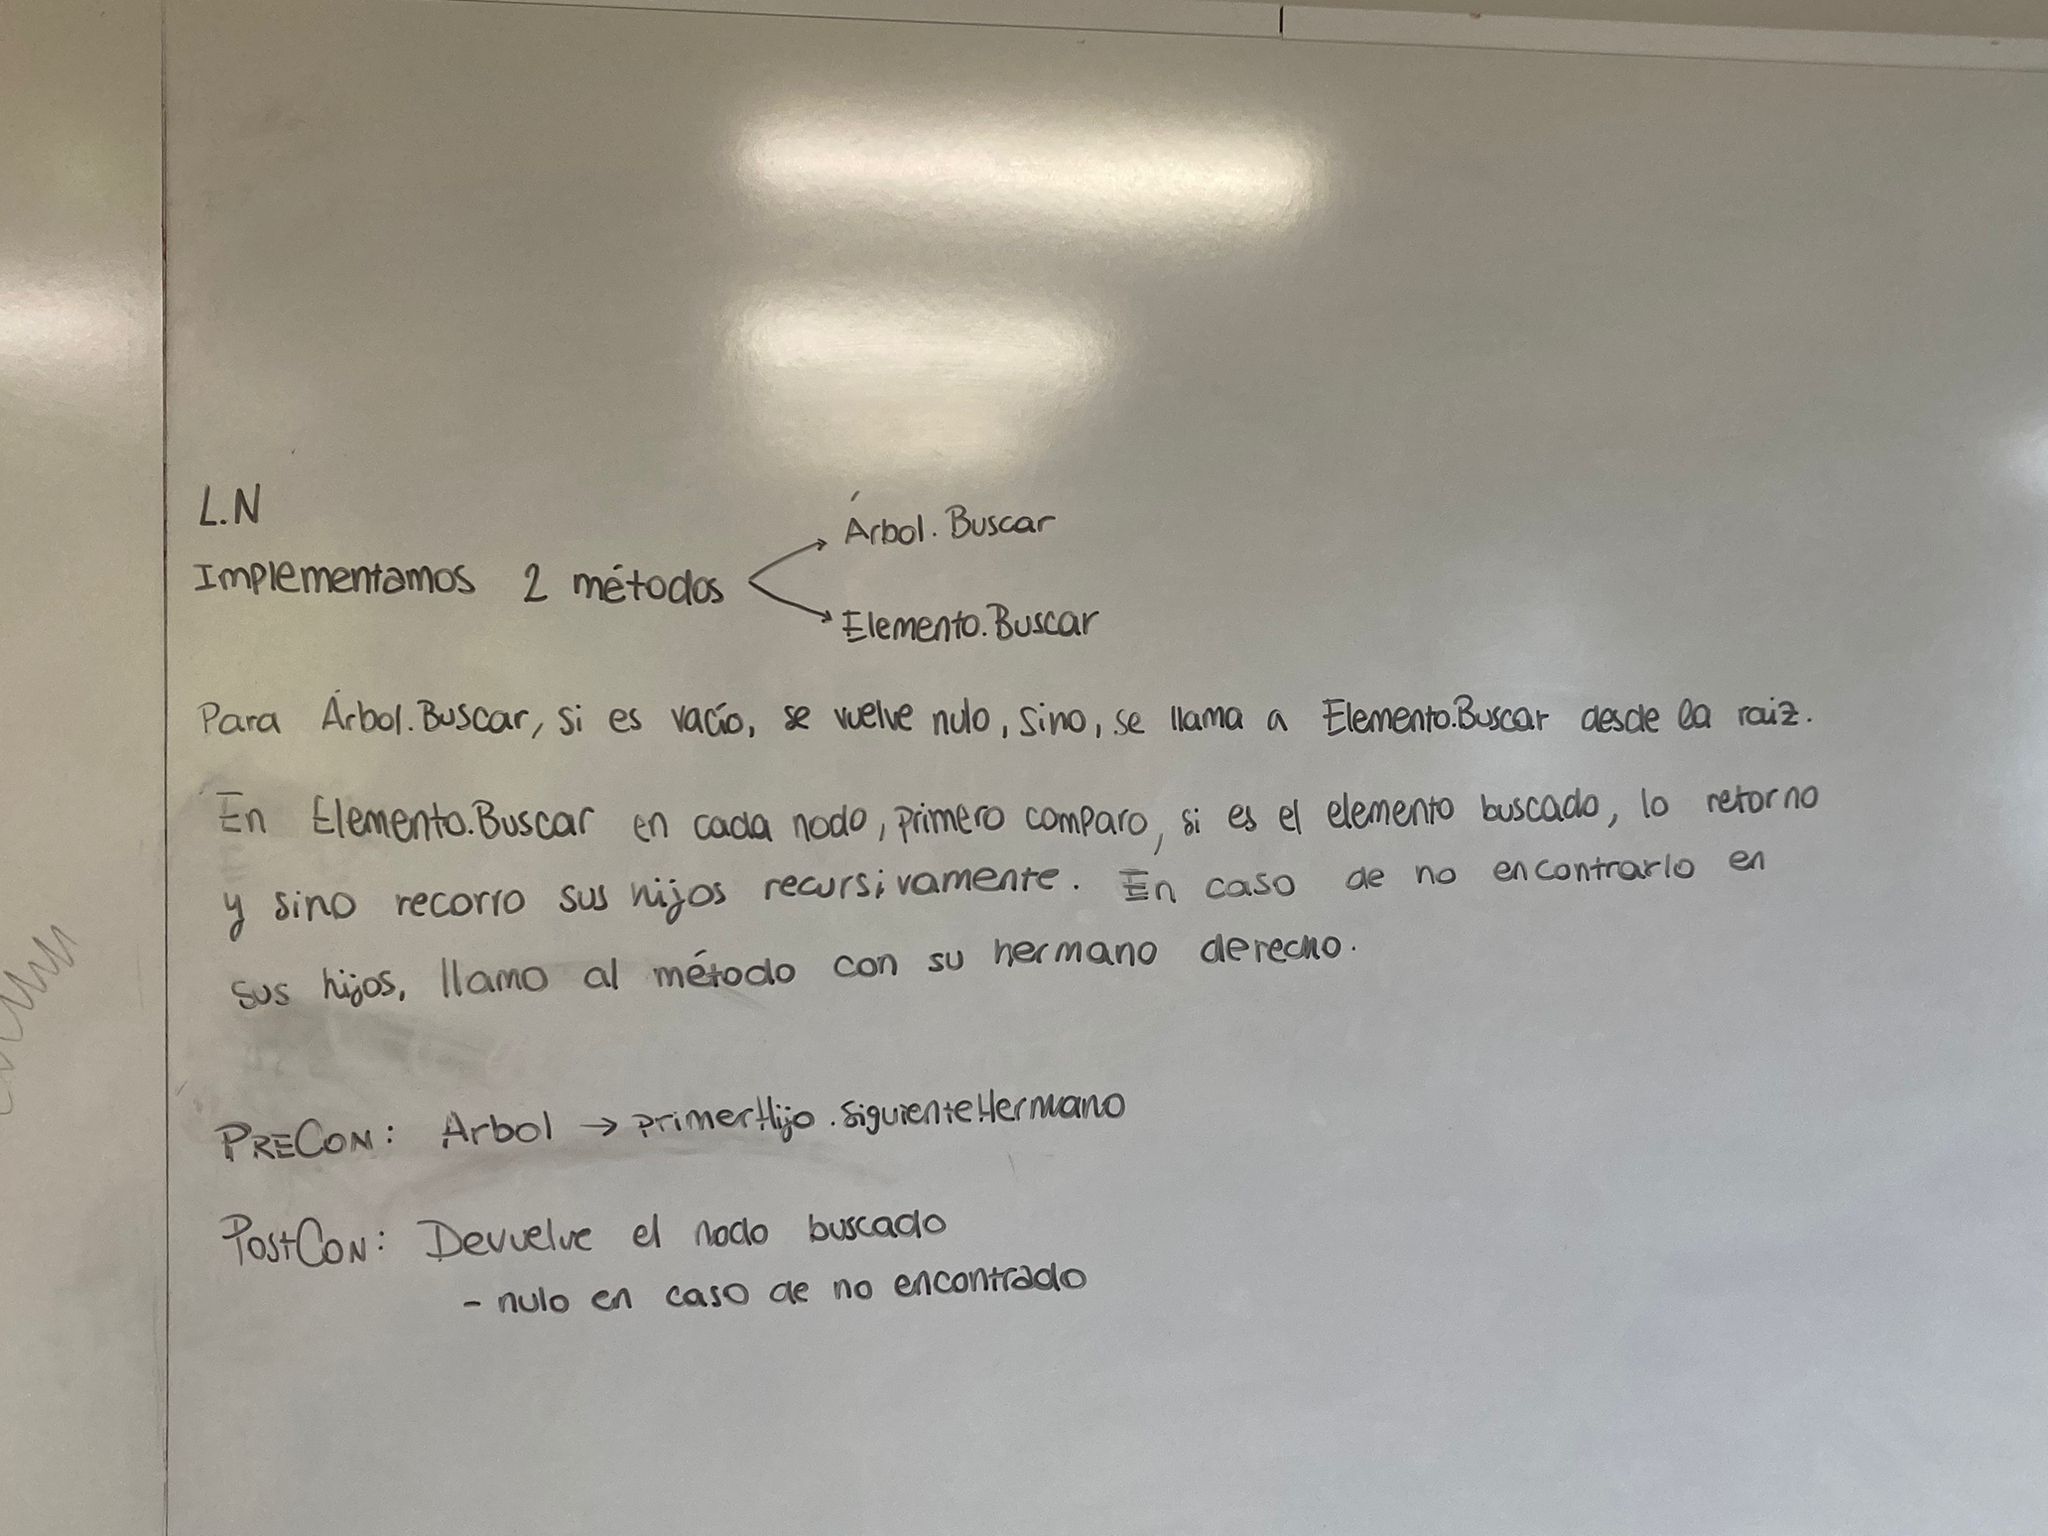 L.N
Implementamos 2 métodos
Árbol.Buscar
Elemento.Buscar
Para Árbol.Buscar, si es vacío, se vuelve nulo, sino, se llama a Elemento.Buscar desde la raiz.
En Elemento.Buscar en cada nodo, primero comparo, si es el elemento buscado, lo retorno
y sino recorro sus hijos recursivamente. En caso de no encontrarlo en
sus hijos, llamo al método con su hermano derecho.
PRECON: Arbol → primerHijo.siguienteHermano
POSTCON: Devuelve el nodo buscado
- nulo en caso de no encontrado